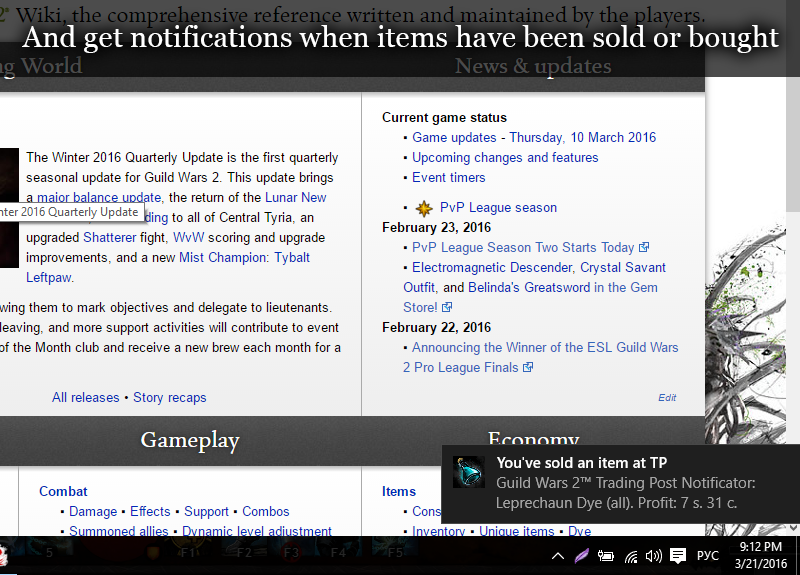 Wiki, the comprehensive reference written and maintained by the players.
And get notifications when items have been sold or bought
World
News & updates
The Winter 2016 Quarterly Update is the first quarterly
seasonal update for Guild Wars 2. This update brings
a major balance update, the return of the Lunar New
2016 Quarterly Update
to all of Central Tyria, an
upgraded Shatterer fight, WvW scoring and upgrade
improvements, and a new Mist Champion: Tybalt
Leftpaw.
wing them to mark objectives and delegate to lieutenants.
leaving, and more support activities will contribute to event
of the Month club and receive a new brew each month for a
All releases • Story recaps
Current game status
▪ Game updates - Thursday, 10 March 2016
▪ Upcoming changes and features
▪ Event timers
▪ PvP League season
February 23, 2016
▪ PvP League Season Two Starts Today
▪ Electromagnetic Descender, Crystal Savant
Outfit, and Belinda's Greatsword in the Gem
Store!
February 22, 2016
▪ Announcing the Winner of the ESL Guild Wars
2 Pro League Finals
Edit
Gameplay
Economy
Combat
▪ Damage ▪ Effects ▪ Support ▪ Combos
▪ Summoned allies ▪ Dynamic level adjustment
Items
▪ Cons
▪ Inventory ▪ Unique items ▪ Dye
You've sold an item at TP
Guild Wars 2™ Trading Post Notificator:
Leprechaun Dye (all). Profit: 7 s. 31 c.
5 F1 F2 F3 F4 F5
РУС
9:12 PM
3/21/2016